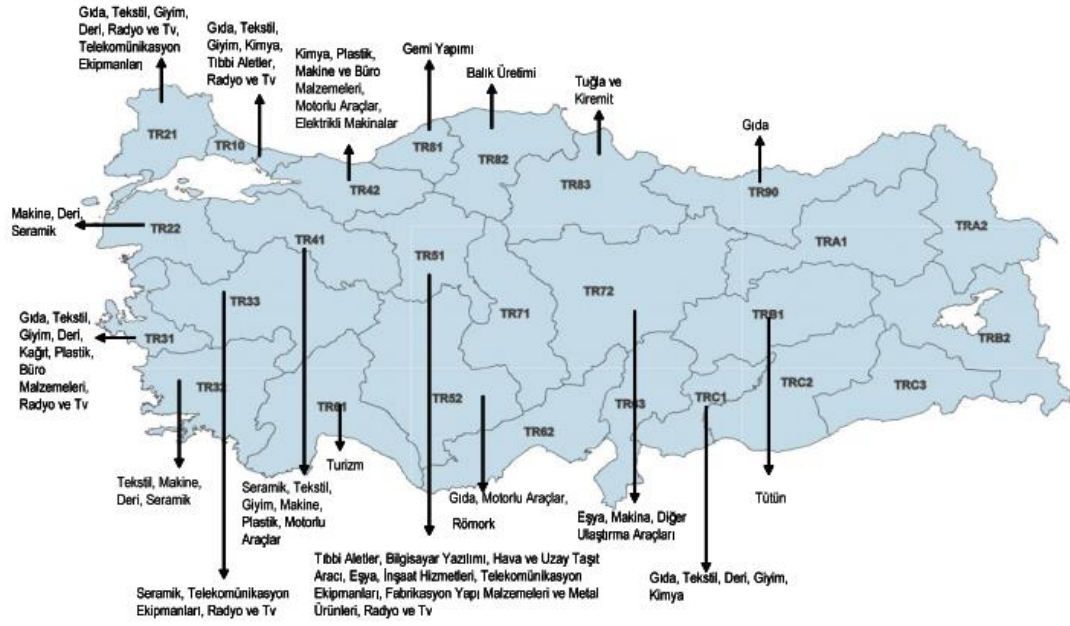 Gıda, Tekstil, Giyim,
Deri, Radyo ve Tv,
Telekomünikasyon
Ekipmanları
Gıda, Tekstil,
Giyim, Kimya,
Tıbbi Aletler,
Radyo ve Tv
Kimya, Plastik,
Makine ve Büro
Malzemeleri,
Motorlu Araçlar,
Elektrikli Makinalar
Gemi Yapımı
Balık Üretimi
Tuğla ve
Kiremit
Gıda
TR21
TR10
TR42
TR81
TR82
TR83
TR90
TRA1
TRA2
Makine, Deri,
Seramik
TR22
TR41
TR51
TR72
TR71
TR33
TRB1
TRB2
Gıda, Tekstil,
Giyim, Deri,
Kağıt, Plastik,
Büro
Malzemeleri,
Radyo ve Tv
TR31
TR32
TR61
TR52
TR62
TR63
TRC1
TRC2
TRC3
Tekstil, Makine,
Deri, Seramik
Turizm
Seramik, Tekstil,
Giyim, Makine,
Plastik, Motorlu
Araçlar
Gıda, Motorlu Araçlar,
Römork
Eşya, Makina, Diğer
Ulaştırma Araçları
Tütün
Seramik, Telekomünikasyon
Ekipmanları, Radyo ve Tv
Tıbbi Aletler, Bilgisayar Yazılımı, Hava ve Uzay Taşıt
Aracı, Eşya, İnşaat Hizmetleri, Telekomünikasyon
Ekipmanları, Fabrikasyon Yapı Malzemeleri ve Metal
Ürünleri, Radyo ve Tv
Gıda, Tekstil, Deri, Giyim,
Kimya